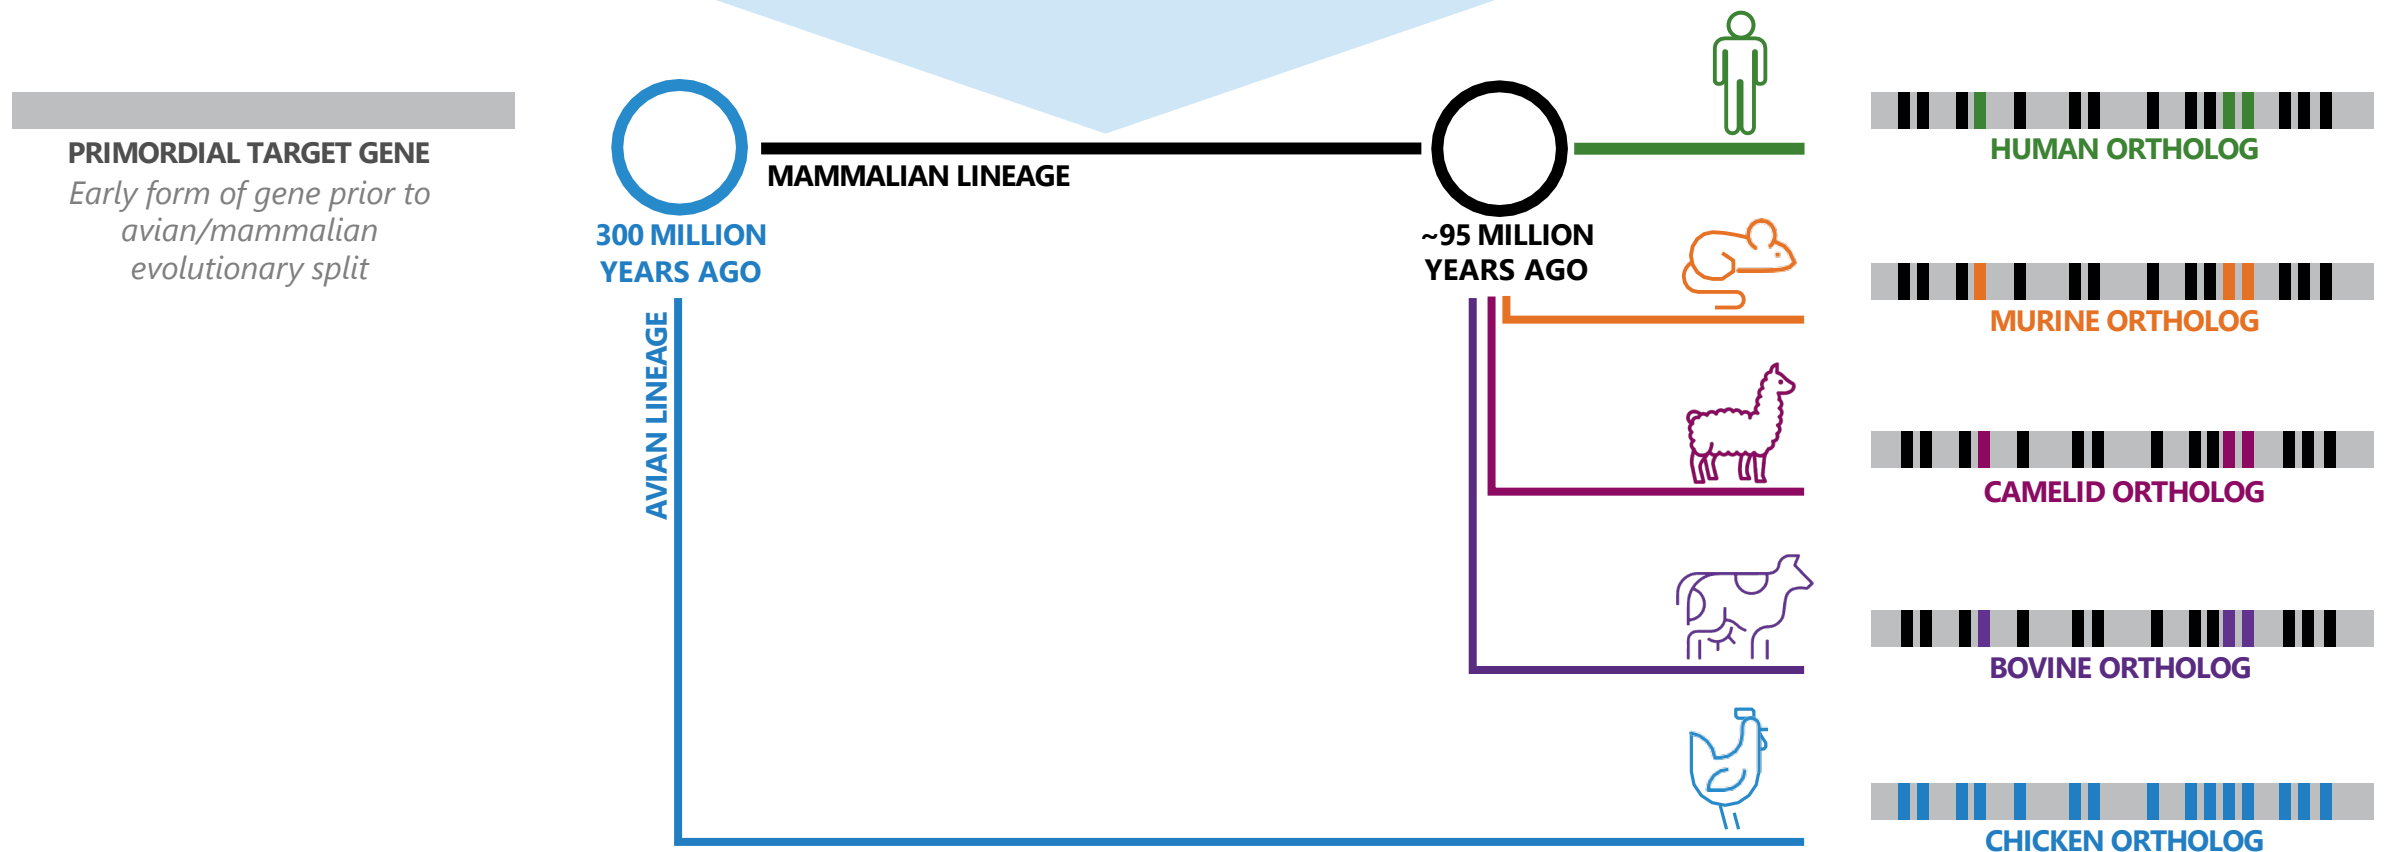 PRIMORDIAL TARGET GENE
Early form of gene prior to
avian/mammalian
evolutionary split
300 MILLION
YEARS AGO
MAMMALIAN LINEAGE
AVIAN LINEAGE
~95 MILLION
YEARS AGO
HUMAN ORTHOLOG
MURINE ORTHOLOG
CAMELID ORTHOLOG
BOVINE ORTHOLOG
CHICKEN ORTHOLOG